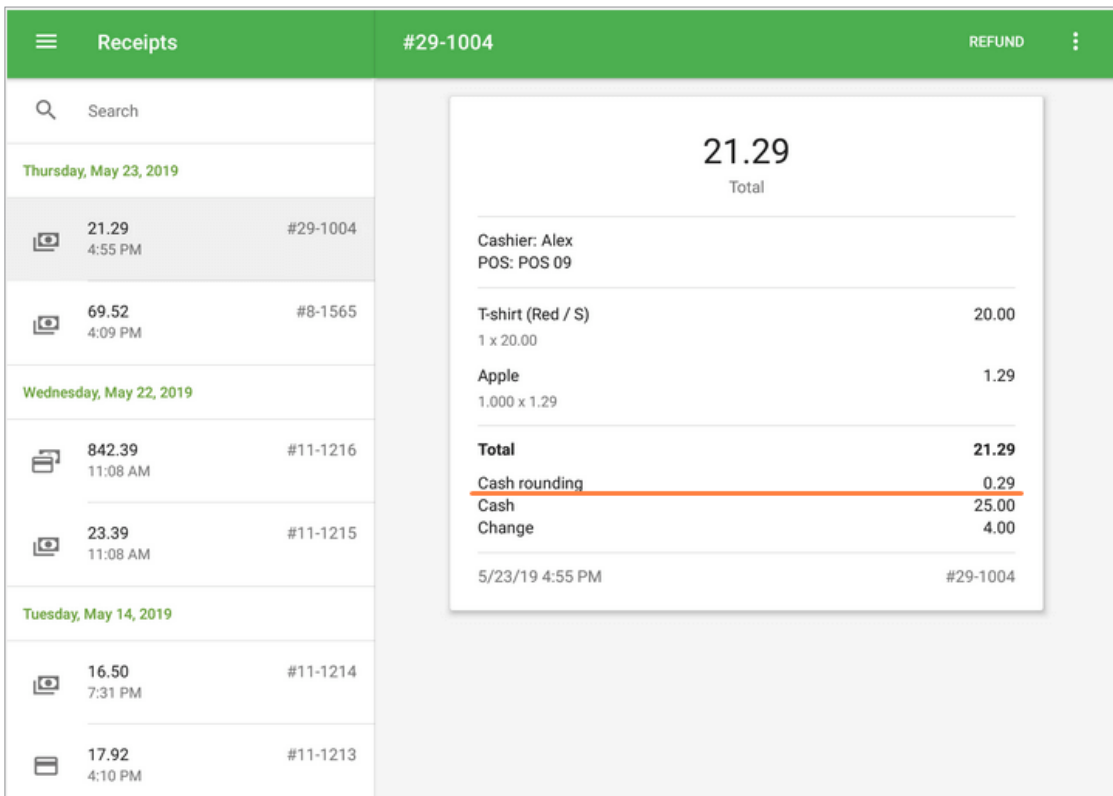 Receipts
#29-1004 REFUND
Search
Thursday, May 23, 2019
21.29 #29-1004
4:55 PM
69.52 #8-1565
4:09 PM
Wednesday, May 22, 2019
842.39 #11-1216
11:08 AM
23.39 #11-1215
11:08 AM
Tuesday, May 14, 2019
16.50 #11-1214
7:31 PM
17.92 #11-1213
4:10 PM
21.29
Total
Cashier: Alex
POS: POS 09
T-shirt (Red / S) 20.00
1 x 20.00
Apple 1.29
1.000 x 1.29
Total 21.29
Cash rounding 0.29
Cash 25.00
Change 4.00
5/23/19 4:55 PM #29-1004